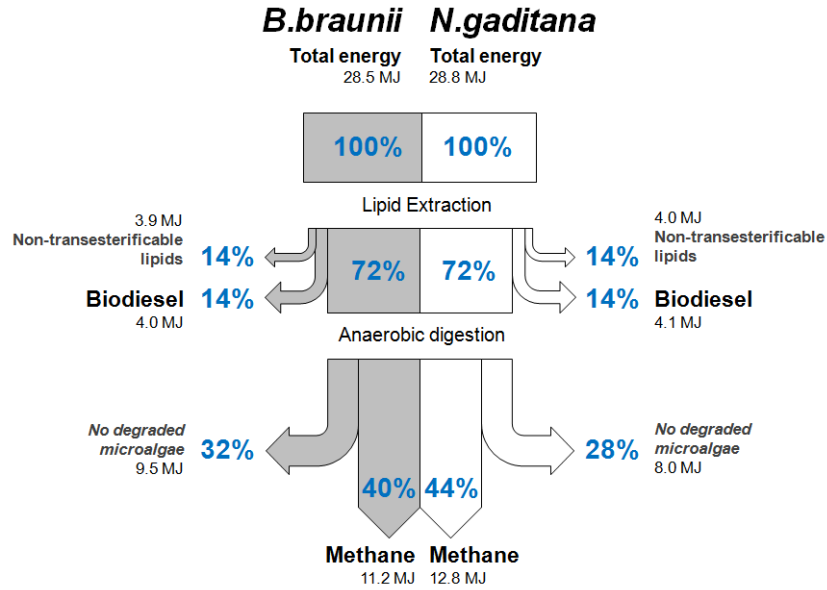 B.braunii N.gaditana
Total energy Total energy
28.5 MJ 28.8 MJ
100% 100%
Lipid Extraction
3.9 MJ
Non-transesterificable
lipids
14%
72% 72%
4.0 MJ
Non-transesterificable
lipids
14%
Biodiesel
4.0 MJ
14%
14%
Biodiesel
4.1 MJ
Anaerobic digestion
No degraded
microalgae
9.5 MJ
32%
28%
No degraded
microalgae
8.0 MJ
40% 44%
Methane Methane
11.2 MJ 12.8 MJ